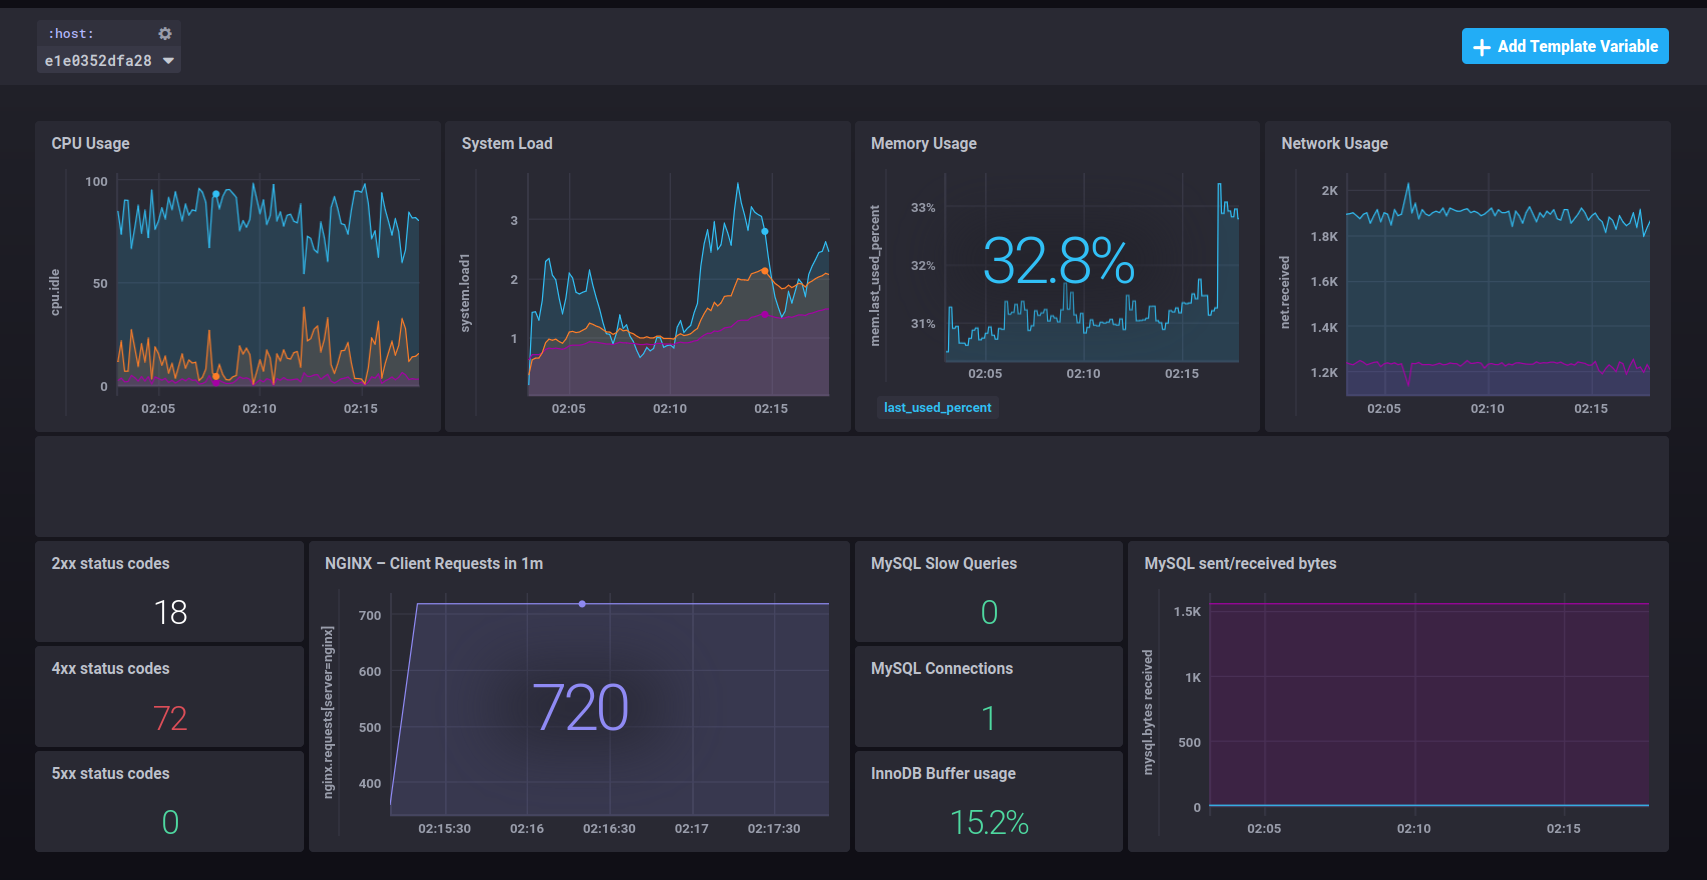 :host:
e1e0352dfa28
Add Template Variable
CPU Usage
cpu.idle
100
50
0
02:05 02:10 02:15
System Load
system.load1
3
2
1
02:05 02:10 02:15
Memory Usage
mem.last_used_percent
33%
32%
31%
32.8%
02:05 02:10 02:15
last_used_percent
Network Usage
net.received
2K
1.8K
1.6K
1.4K
1.2K
02:05 02:10 02:15
2xx status codes
18
4xx status codes
72
5xx status codes
0
NGINX – Client Requests in 1m
nginx.requests[server=nginx]
700
600
500
400
720
02:15:30 02:16 02:16:30 02:17 02:17:30
MySQL Slow Queries
0
MySQL Connections
1
InnoDB Buffer usage
15.2%
MySQL sent/received bytes
mysql.bytes received
1.5K
1K
500
0
02:05 02:10 02:15